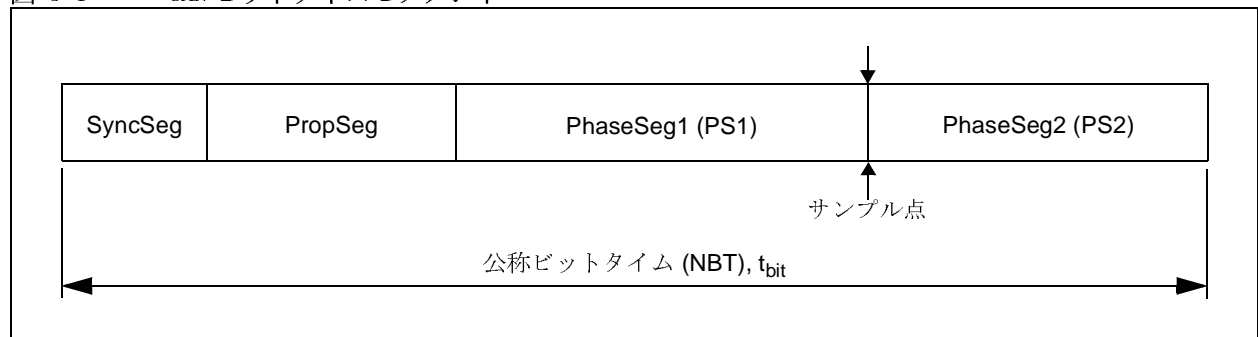 SyncSeg PropSeg PhaseSeg1 (PS1) PhaseSeg2 (PS2)
サンプル点
公称ビットタイム (NBT), tbit